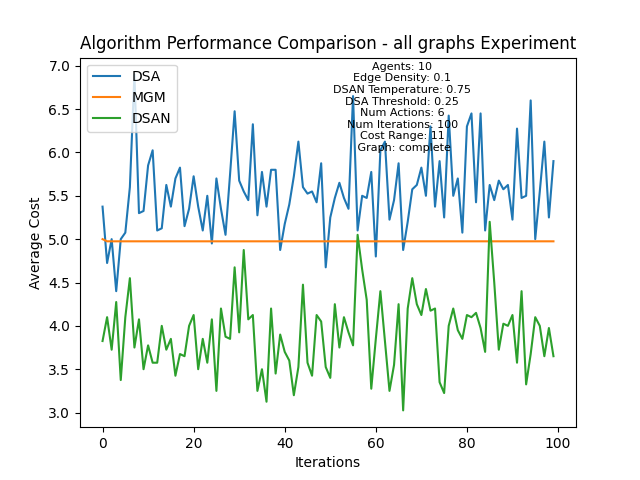 Algorithm Performance Comparison - all graphs Experiment
7.0
6.5
6.0
5.5
5.0
4.5
4.0
3.5
3.0
Average Cost
DSA
MGM
DSAN
Agents: 10
Edge Density: 0.1
DSAN Temperature: 0.75
DSA Threshold: 0.25
Num Actions: 6
Num Iterations: 100
Cost Range: 11
Graph: complete
0
20
40
60
80
100
Iterations